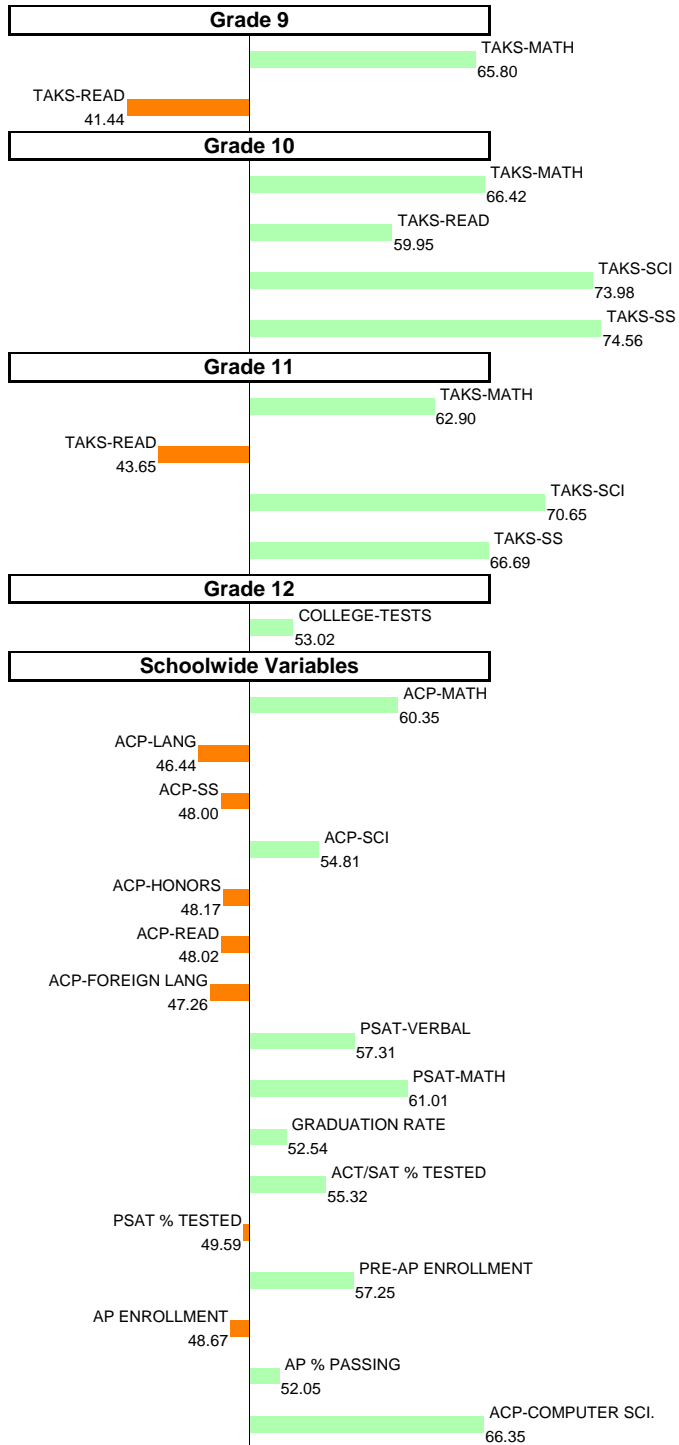 Grade 9
TAKS-MATH
65.80
TAKS-READ
41.44
Grade 10
TAKS-MATH
66.42
TAKS-READ
59.95
TAKS-SCI
73.98
TAKS-SS
74.56
Grade 11
TAKS-MATH
62.90
TAKS-READ
43.65
TAKS-SCI
70.65
TAKS-SS
66.69
Grade 12
COLLEGE-TESTS
53.02
Schoolwide Variables
ACP-MATH
60.35
ACP-LANG
46.44
ACP-SS
48.00
ACP-SCI
54.81
ACP-HONORS
48.17
ACP-READ
48.02
ACP-FOREIGN LANG
47.26
PSAT-VERBAL
57.31
PSAT-MATH
61.01
GRADUATION RATE
52.54
ACT/SAT % TESTED
55.32
PSAT % TESTED
49.59
PRE-AP ENROLLMENT
57.25
AP ENROLLMENT
48.67
AP % PASSING
52.05
ACP-COMPUTER SCI.
66.35